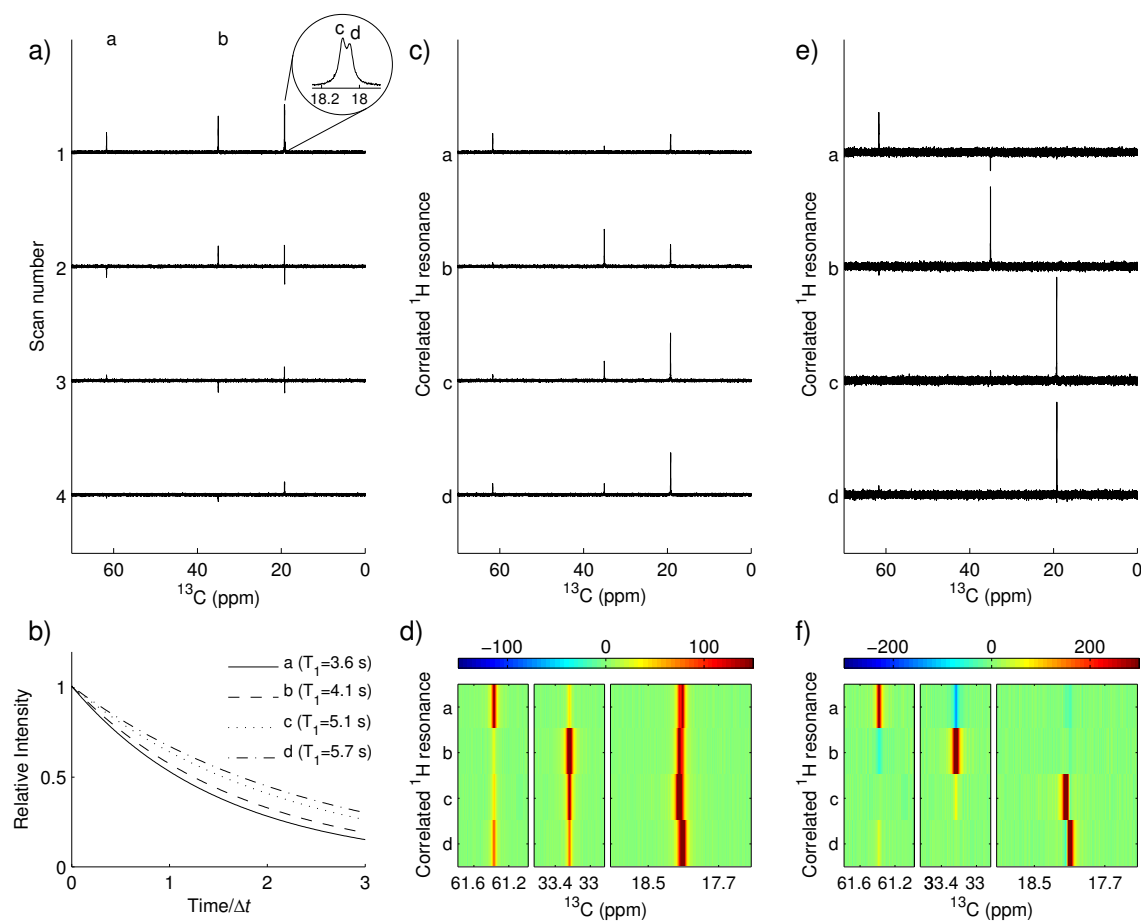 a)
a
b
c d
18.2 18
1
2
3
4
Scan number
60 40 20 0
¹³C (ppm)
c)
a
b
c
d
Correlated ¹H resonance
60 40 20 0
¹³C (ppm)
e)
a
b
c
d
Correlated ¹H resonance
60 40 20 0
¹³C (ppm)
b)
1
0.5
0
Relative Intensity
a (T₁=3.6 s)
b (T₁=4.1 s)
c (T₁=5.1 s)
d (T₁=5.7 s)
0 1 2 3
Time/Δt
d)
−100 0 100
a
b
c
d
Correlated ¹H resonance
61.6 61.2 33.4 33 18.5 17.7
¹³C (ppm)
f)
−200 0 200
a
b
c
d
Correlated ¹H resonance
61.6 61.2 33.4 33 18.5 17.7
¹³C (ppm)